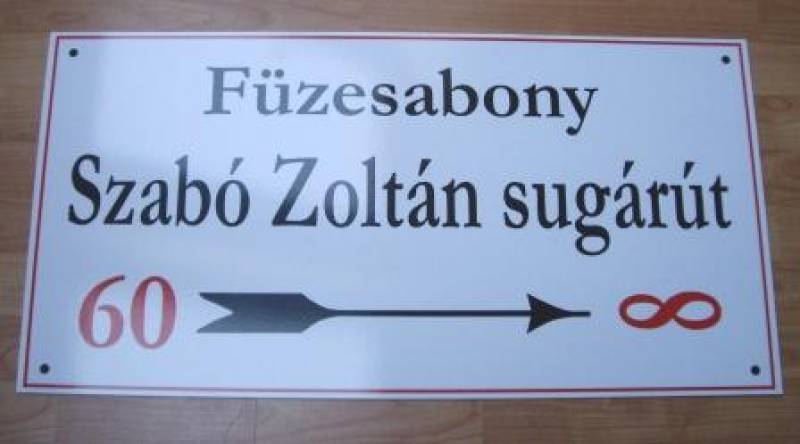 Füzesabony
Szabó Zoltán sugárút
60 → ∞